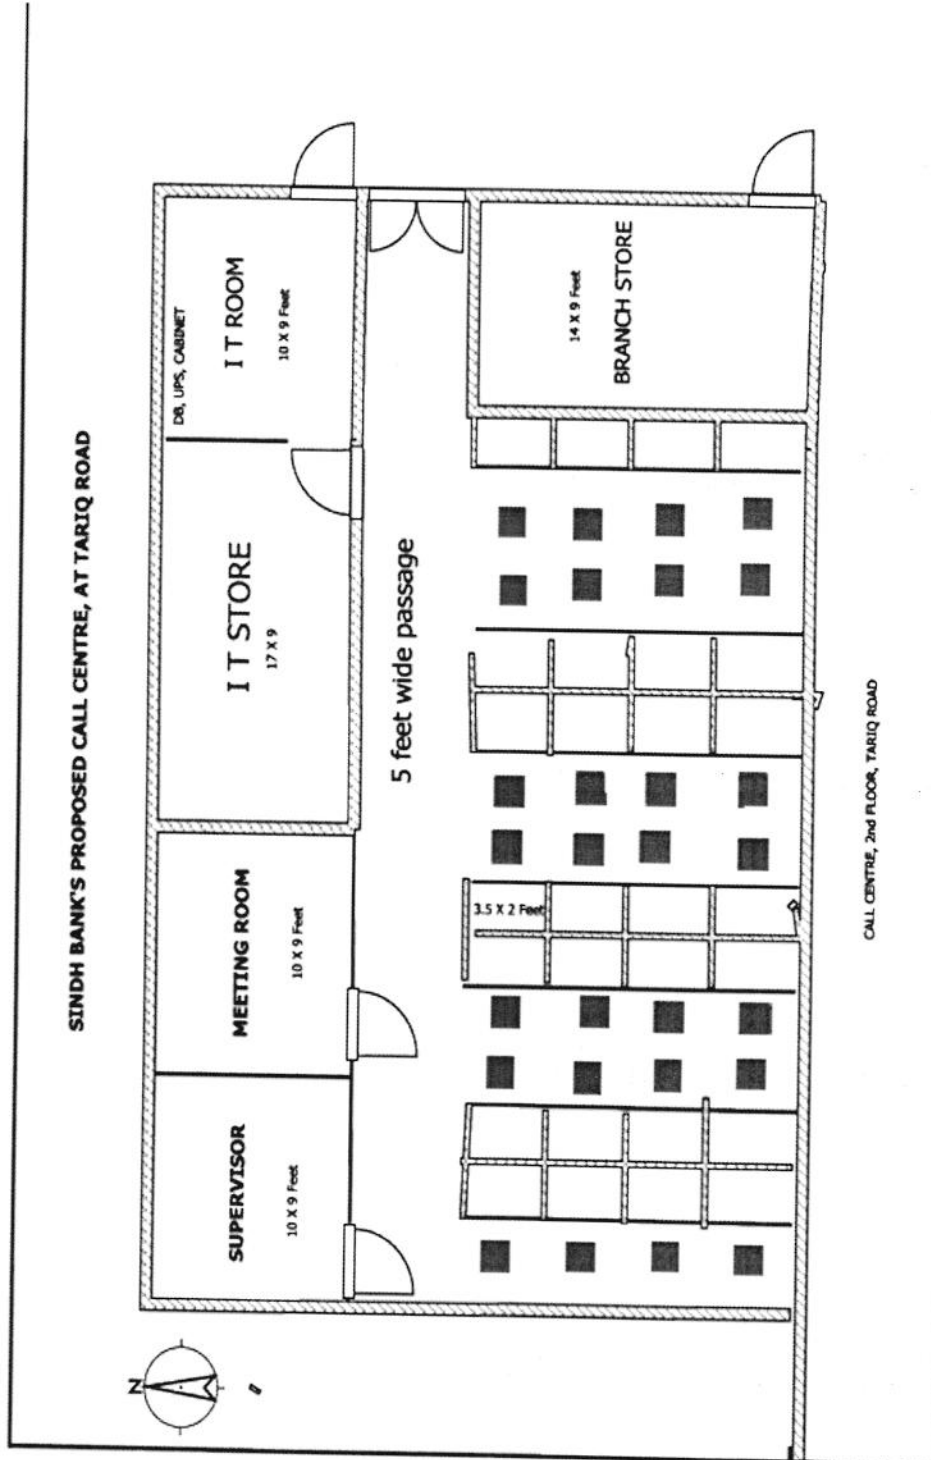 SINDH BANK'S PROPOSED CALL CENTRE, AT TARIQ ROAD
SUPERVISOR
10 X 9 Feet
MEETING ROOM
10 X 9 Feet
I T STORE
17 X 9
DB, UPS, CABINET
I T ROOM
10 X 9 Feet
5 feet wide passage
3.5 X 2 Feet
14 X 9 Feet
BRANCH STORE
N
CALL CENTRE, 2nd FLOOR, TARIQ ROAD